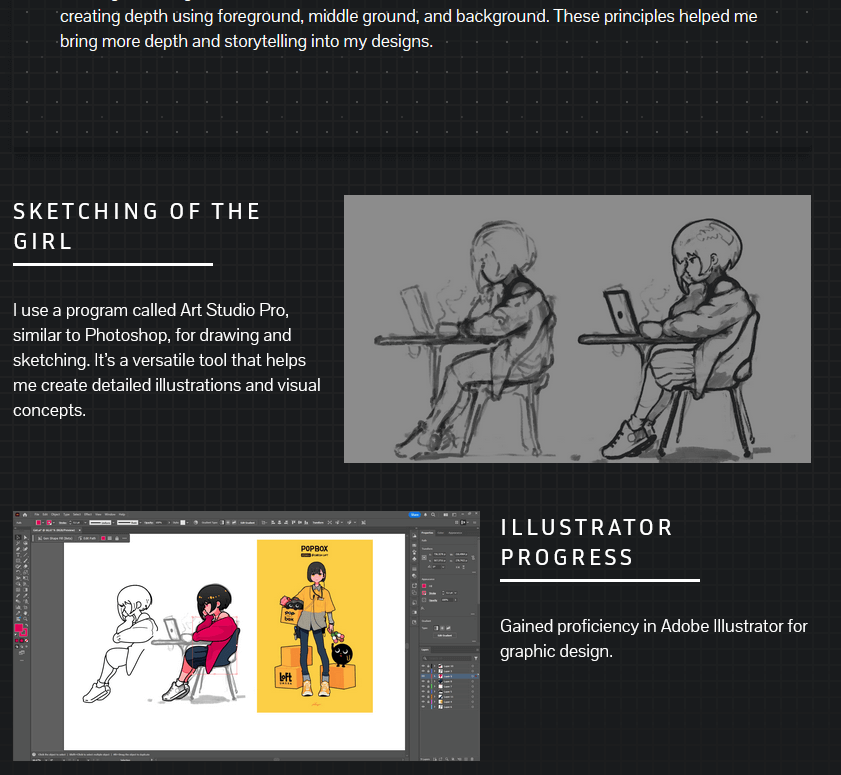 creating depth using foreground, middle ground, and background. These principles helped me
bring more depth and storytelling into my designs.
SKETCHING OF THE
GIRL
I use a program called Art Studio Pro,
similar to Photoshop, for drawing and
sketching. It's a versatile tool that helps
me create detailed illustrations and visual
concepts.
POPBOX
POP
BOX
Loft
ILLUSTRATOR
PROGRESS
Gained proficiency in Adobe Illustrator for
graphic design.